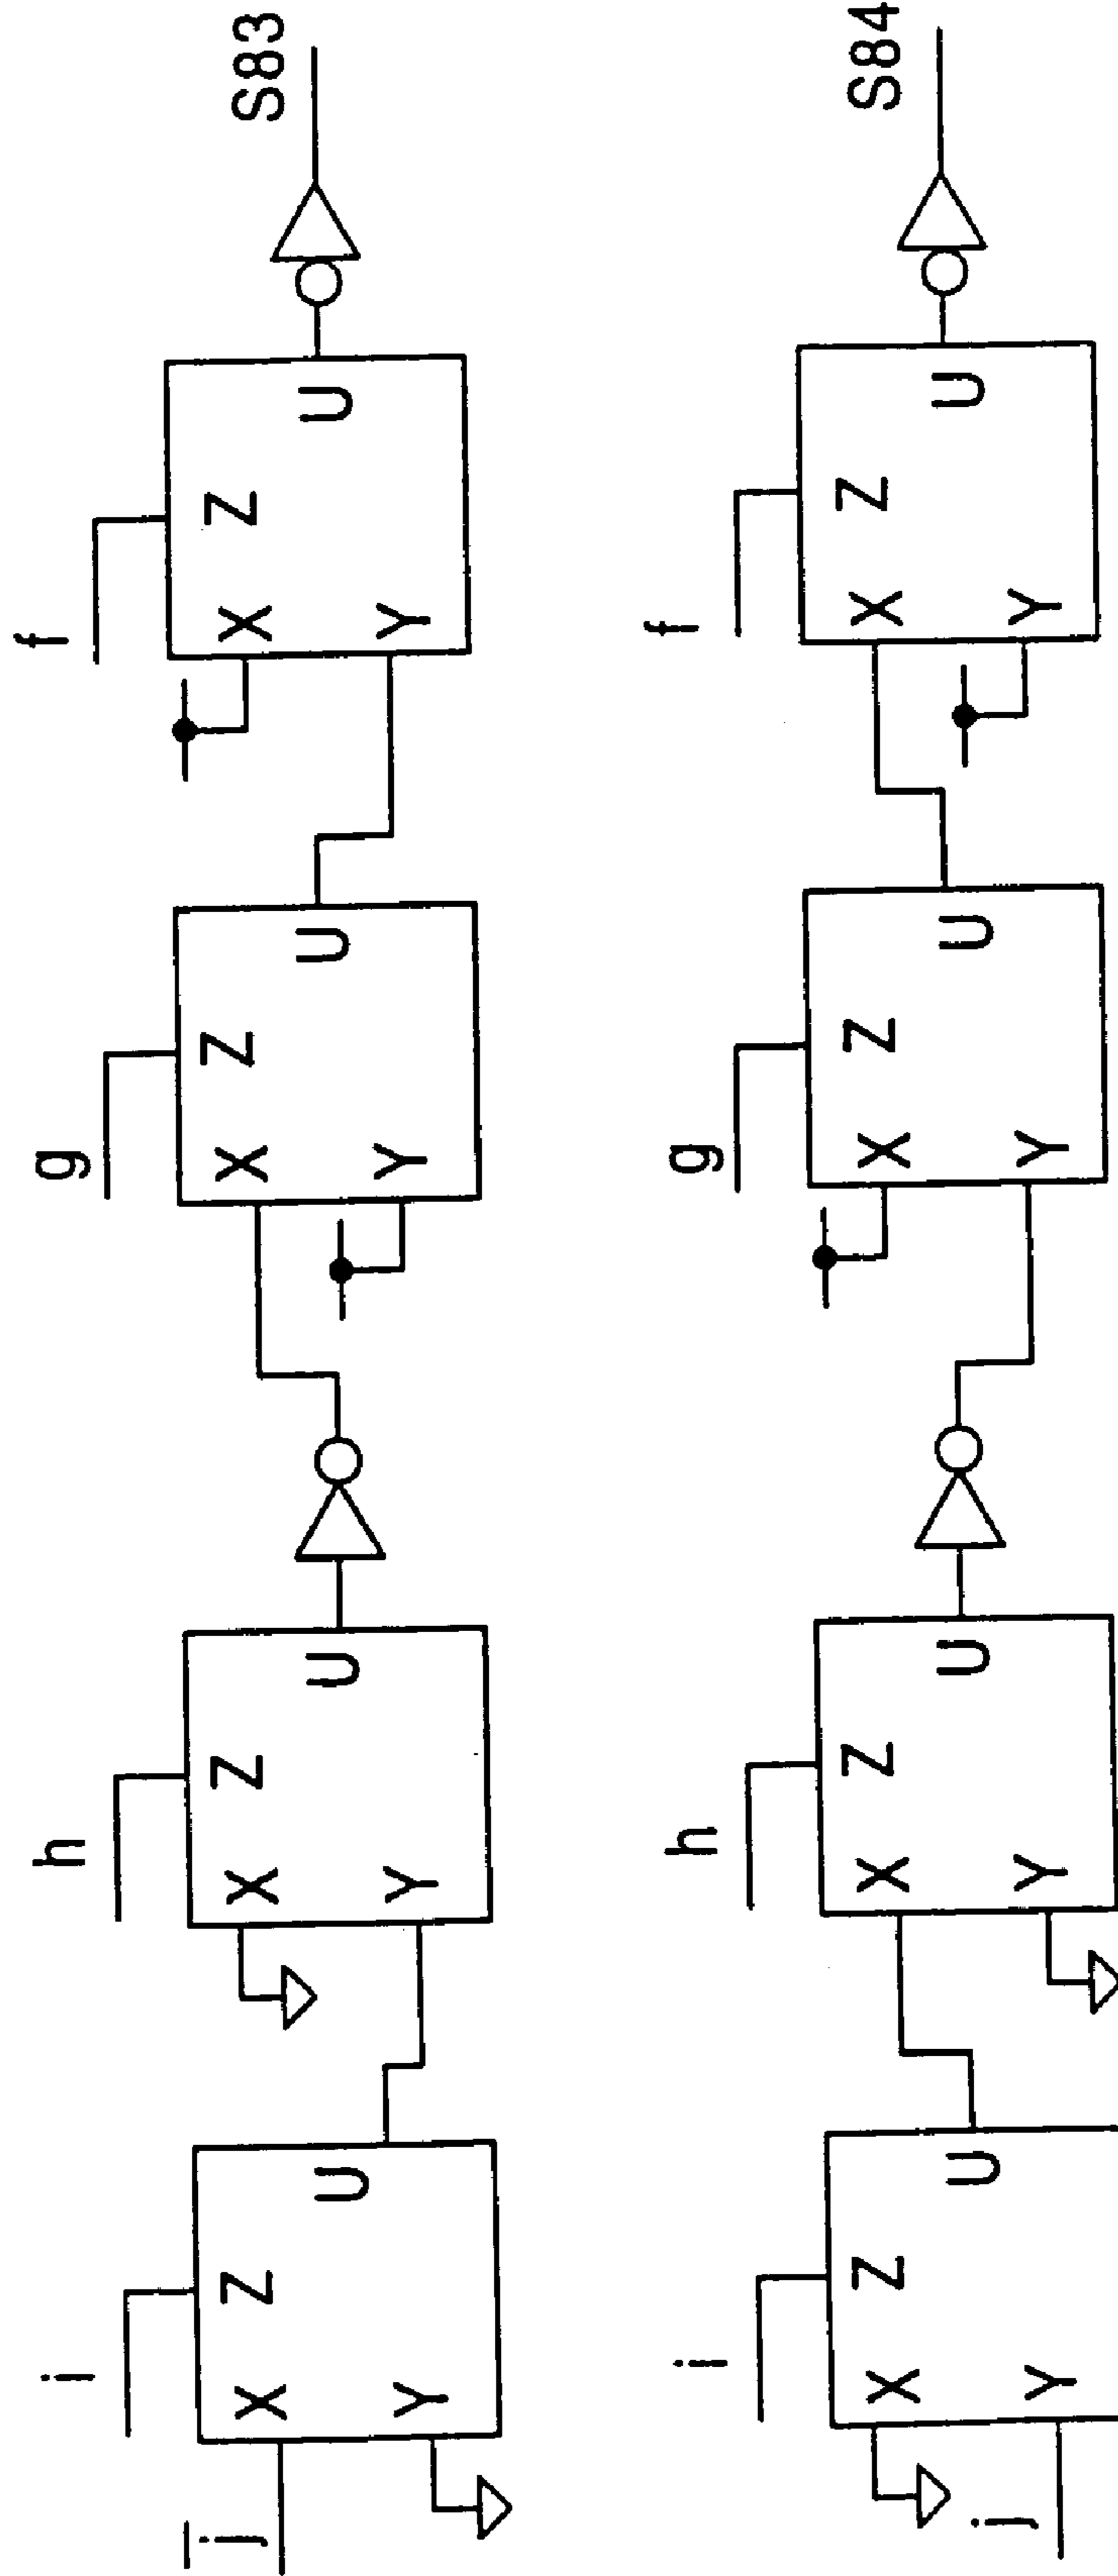 i h g f
Z Z Z Z
X X X X S83
j̅ U U U U
Y Y Y Y
i h g f
Z Z Z Z
X X X X S84
U U U U
j Y Y Y Y